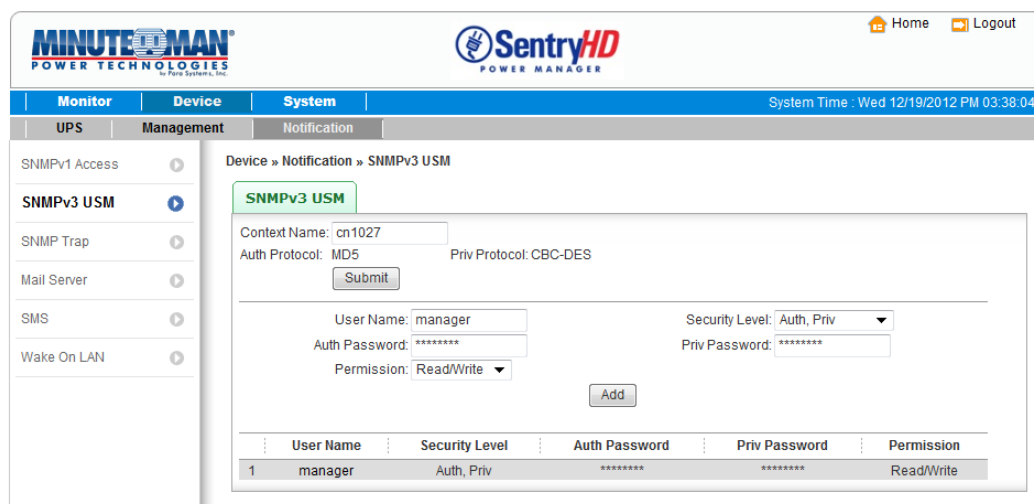 Home Logout
MINUTEMAN®
POWER TECHNOLOGIES
by Para Systems, Inc.
SentryHD
POWER MANAGER
Monitor Device System System Time : Wed 12/19/2012 PM 03:38:04
UPS Management Notification
SNMPv1 Access
SNMPv3 USM
SNMP Trap
Mail Server
SMS
Wake On LAN
Device » Notification » SNMPv3 USM
SNMPv3 USM
Context Name: cn1027
Auth Protocol: MD5 Priv Protocol: CBC-DES
Submit
User Name: manager Security Level: Auth, Priv
Auth Password: ******** Priv Password: ********
Permission: Read/Write
Add
User Name Security Level Auth Password Priv Password Permission
1 manager Auth, Priv ******** ******** Read/Write